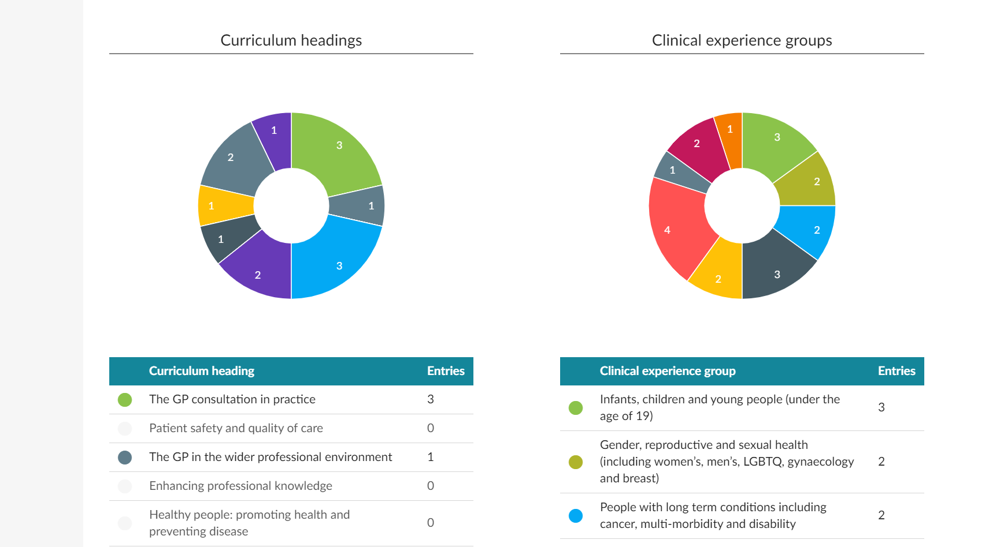 Curriculum headings
1
3
2
1
1
3
2
1
1
Curriculum heading Entries
The GP consultation in practice 3
Patient safety and quality of care 0
The GP in the wider professional environment 1
Enhancing professional knowledge 0
Healthy people: promoting health and
preventing disease 0
Clinical experience groups
1
3
2
1
2
4
2
2
3
Clinical experience group Entries
Infants, children and young people (under the
age of 19) 3
Gender, reproductive and sexual health
(including women’s, men’s, LGBTQ, gynaecology 2
and breast)
People with long term conditions including
cancer, multi-morbidity and disability 2